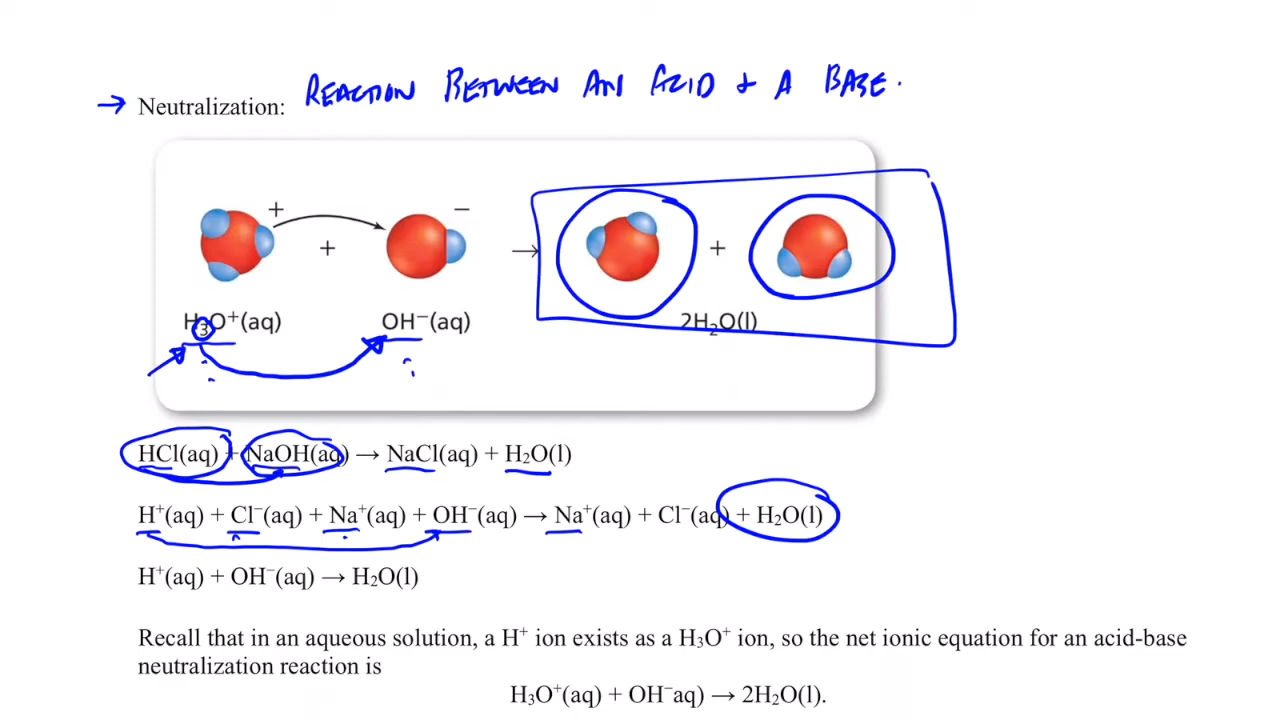 → Neutralization: REACTION BETWEEN AN ACID + A BASE.
+ −
+ → +
H₃O⁺(aq) OH⁻(aq) 2H₂O(l)
HCl(aq) + NaOH(aq) → NaCl(aq) + H₂O(l)
H⁺(aq) + Cl⁻(aq) + Na⁺(aq) + OH⁻(aq) → Na⁺(aq) + Cl⁻(aq) + H₂O(l)
H⁺(aq) + OH⁻(aq) → H₂O(l)
Recall that in an aqueous solution, a H⁺ ion exists as a H₃O⁺ ion, so the net ionic equation for an acid-base
neutralization reaction is
H₃O⁺(aq) + OH⁻aq) → 2H₂O(l).